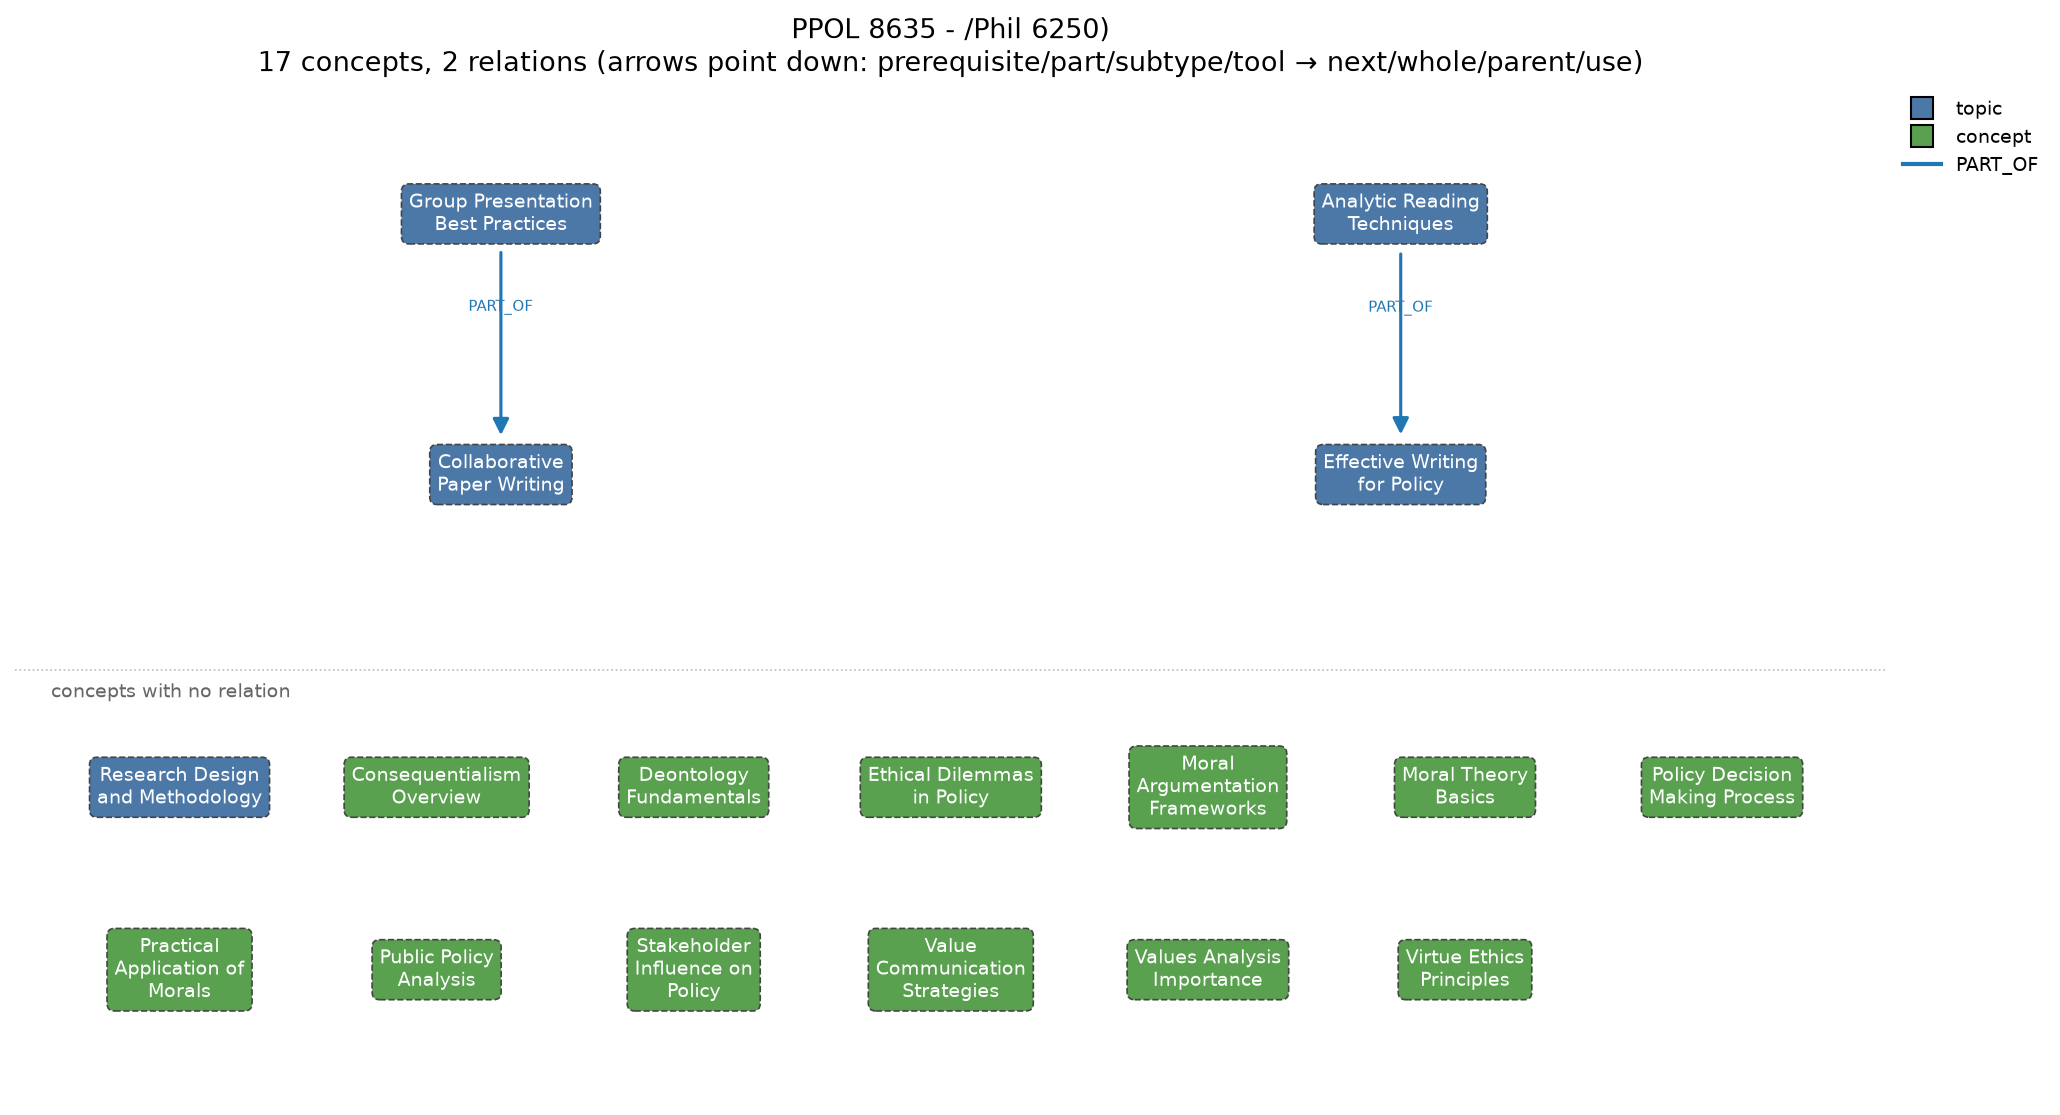 PPOL 8635 - /Phil 6250)
17 concepts, 2 relations (arrows point down: prerequisite/part/subtype/tool → next/whole/parent/use)
topic
concept
PART_OF
Group Presentation
Best Practices
Analytic Reading
Techniques
PART_OF
PART_OF
Collaborative
Paper Writing
Effective Writing
for Policy
concepts with no relation
Research Design
and Methodology
Consequentialism
Overview
Deontology
Fundamentals
Ethical Dilemmas
in Policy
Moral
Argumentation
Frameworks
Moral Theory
Basics
Policy Decision
Making Process
Practical
Application of
Morals
Public Policy
Analysis
Stakeholder
Influence on
Policy
Value
Communication
Strategies
Values Analysis
Importance
Virtue Ethics
Principles